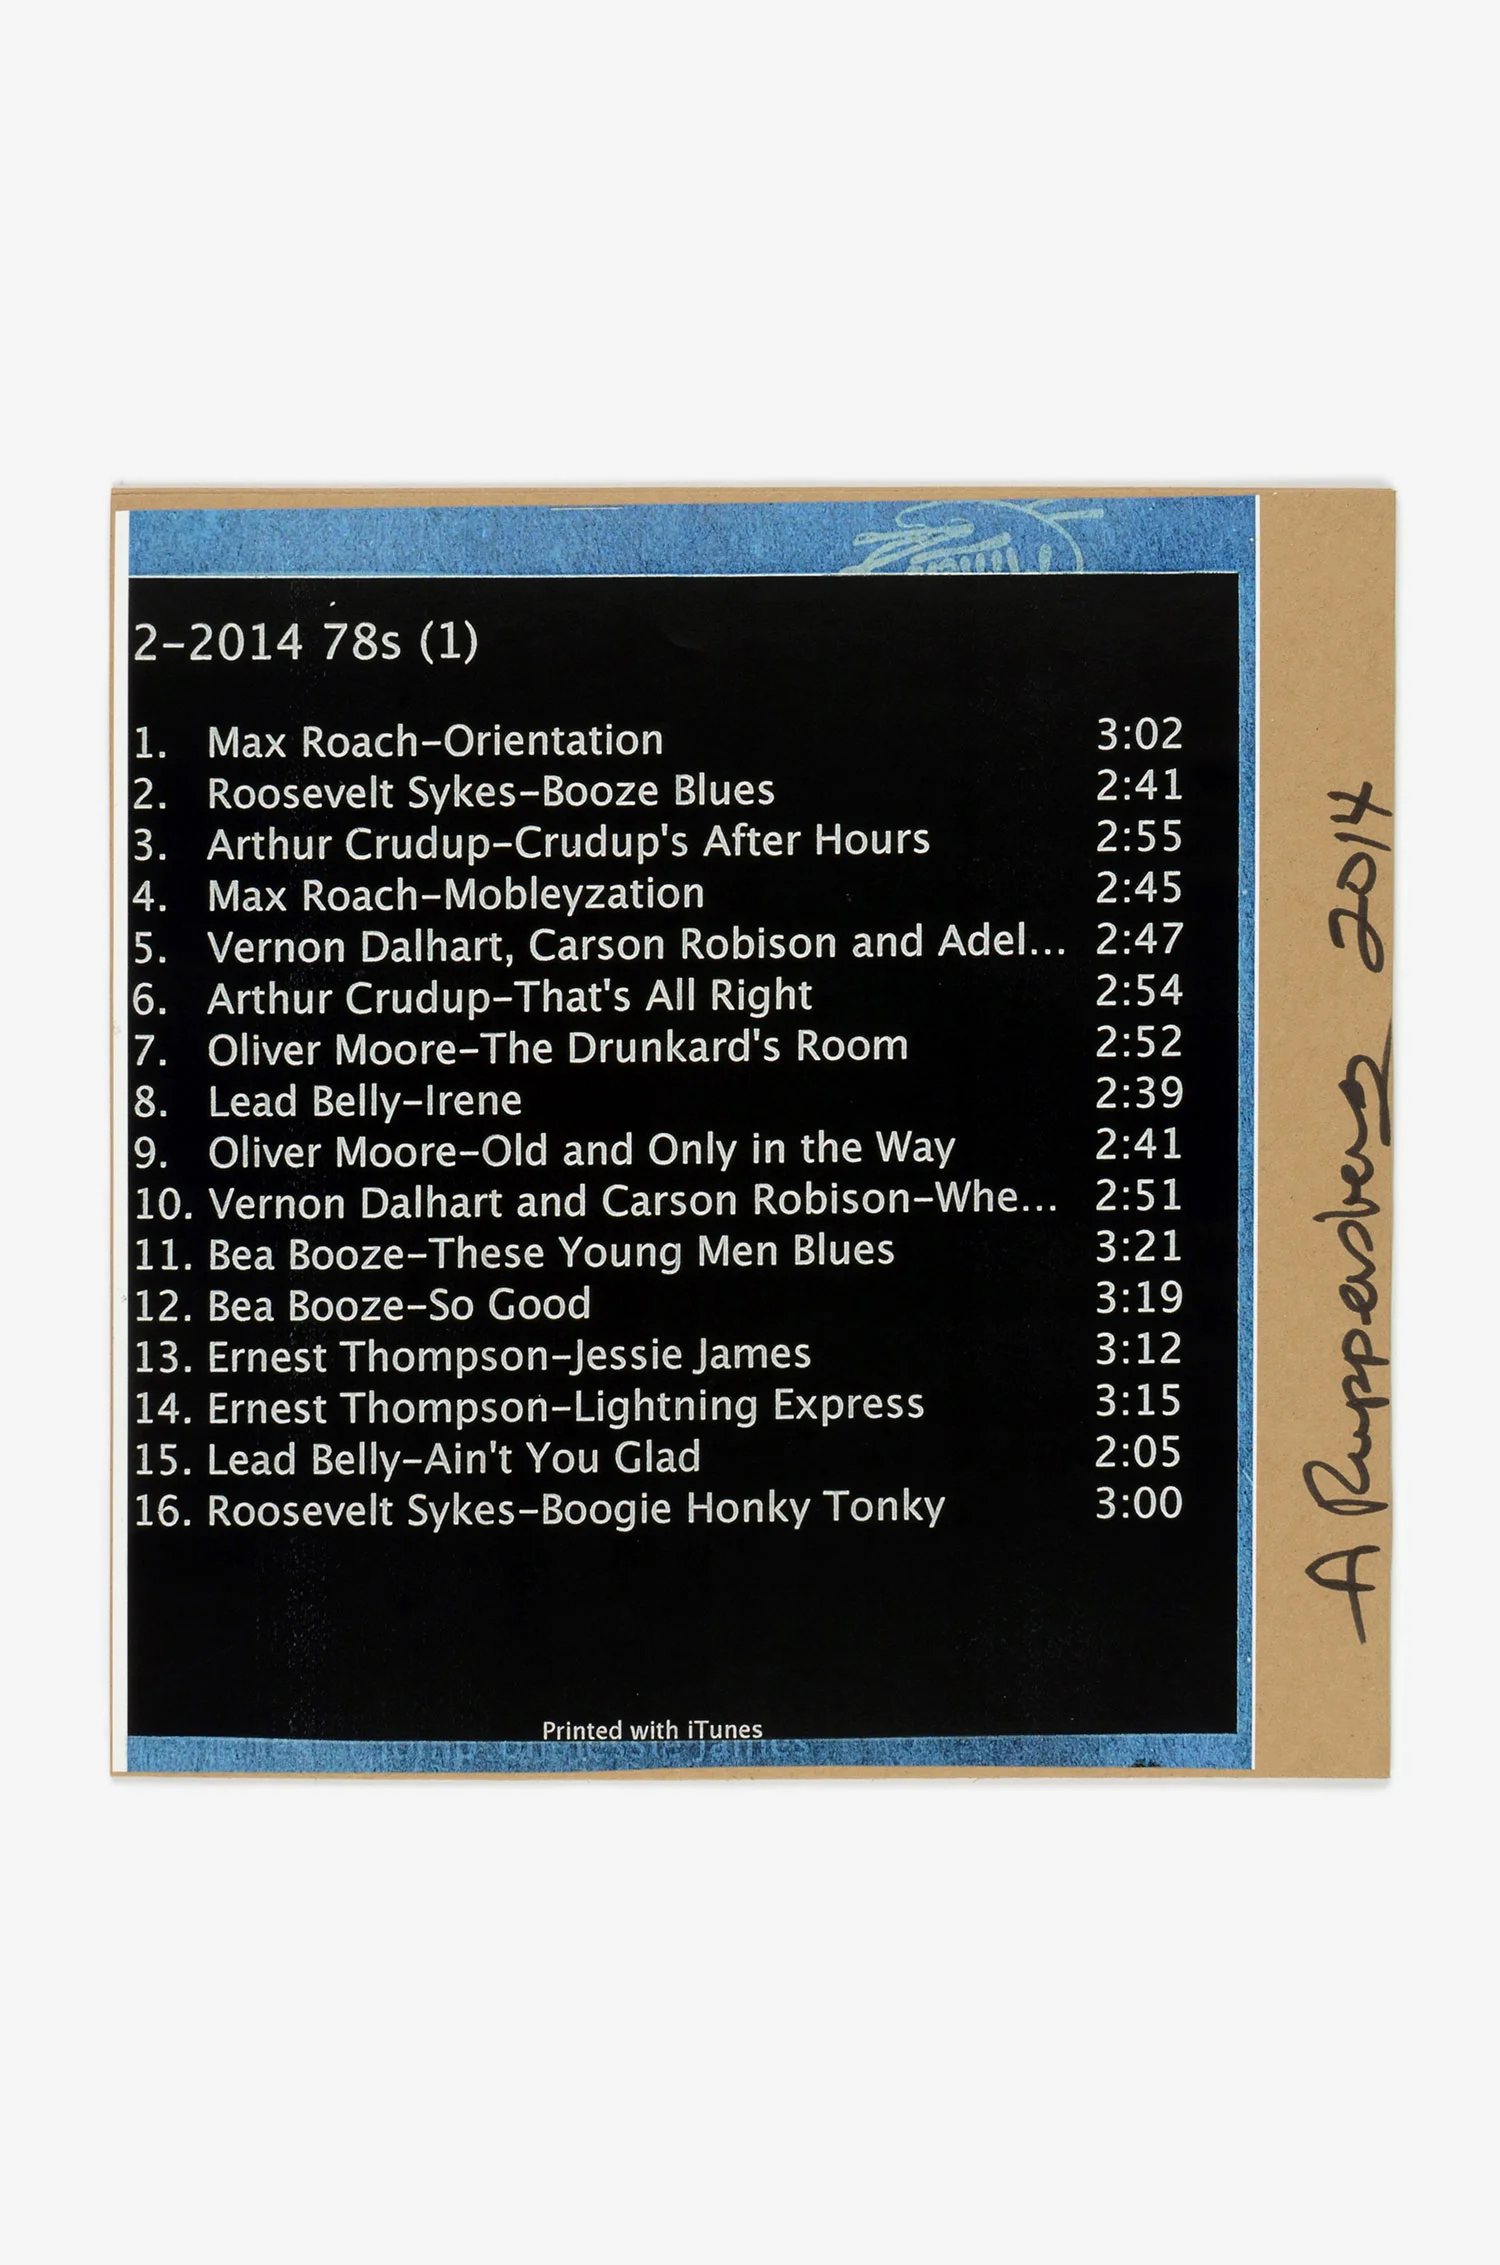 2-2014 78s (1)
1. Max Roach-Orientation 3:02
2. Roosevelt Sykes-Booze Blues 2:41
3. Arthur Crudup-Crudup's After Hours 2:55
4. Max Roach-Mobleyzation 2:45
5. Vernon Dalhart, Carson Robison and Adel... 2:47
6. Arthur Crudup-That's All Right 2:54
7. Oliver Moore-The Drunkard's Room 2:52
8. Lead Belly-Irene 2:39
9. Oliver Moore-Old and Only in the Way 2:41
10. Vernon Dalhart and Carson Robison-Whe... 2:51
11. Bea Booze-These Young Men Blues 3:21
12. Bea Booze-So Good 3:19
13. Ernest Thompson-Jessie James 3:12
14. Ernest Thompson-Lightning Express 3:15
15. Lead Belly-Ain't You Glad 2:05
16. Roosevelt Sykes-Boogie Honky Tonky 3:00
Printed with iTunes
A Ruppersberg 2014